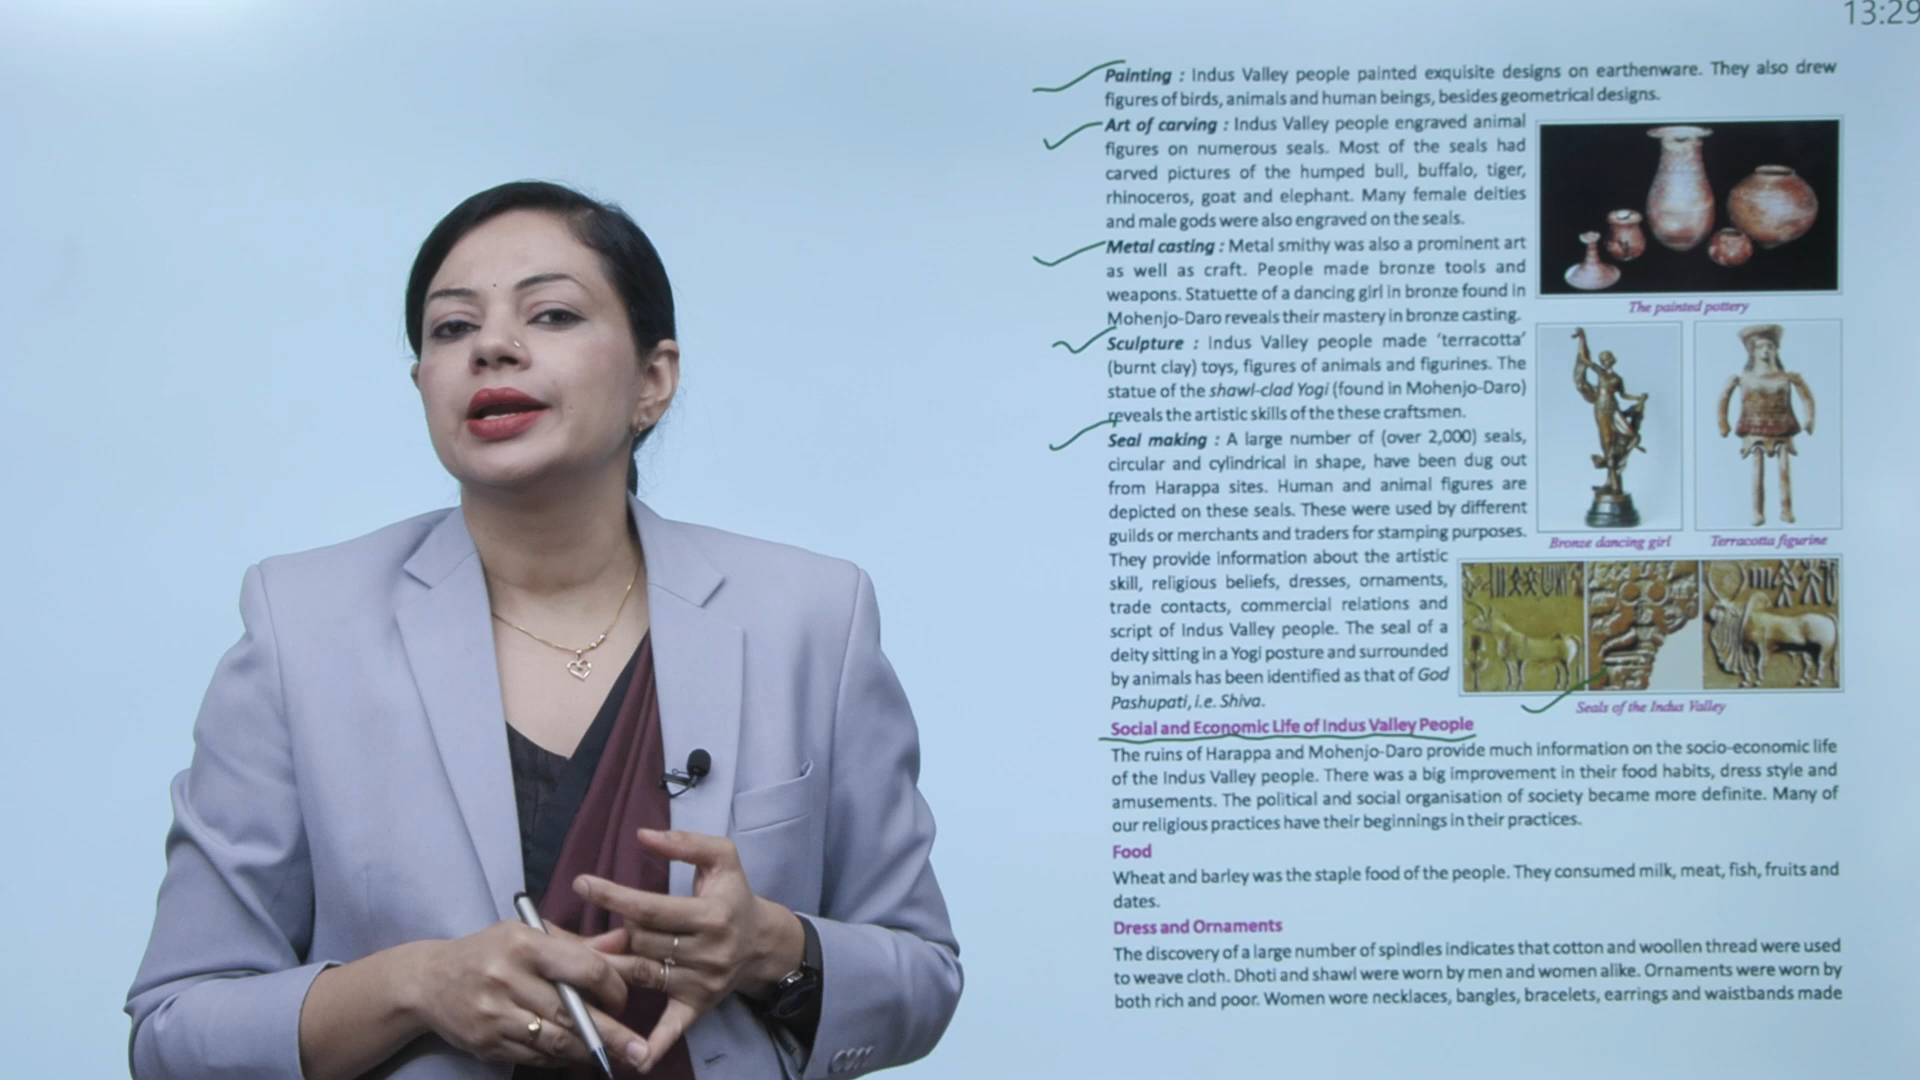 13:29
Painting : Indus Valley people painted exquisite designs on earthenware. They also drew
figures of birds, animals and human beings, besides geometrical designs.
Art of carving : Indus Valley people engraved animal
figures on numerous seals. Most of the seals had
carved pictures of the humped bull, buffalo, tiger,
rhinoceros, goat and elephant. Many female deities
and male gods were also engraved on the seals.
Metal casting : Metal smithy was also a prominent art
as well as craft. People made bronze tools and
weapons. Statuette of a dancing girl in bronze found in
Mohenjo-Daro reveals their mastery in bronze casting.
Sculpture : Indus Valley people made ‘terracotta’
(burnt clay) toys, figures of animals and figurines. The
statue of the shawl-clad Yogi (found in Mohenjo-Daro)
reveals the artistic skills of the these craftsmen.
Seal making : A large number of (over 2,000) seals,
circular and cylindrical in shape, have been dug out
from Harappa sites. Human and animal figures are
depicted on these seals. These were used by different
guilds or merchants and traders for stamping purposes.
They provide information about the artistic
skill, religious beliefs, dresses, ornaments,
trade contacts, commercial relations and
script of Indus Valley people. The seal of a
deity sitting in a Yogi posture and surrounded
by animals has been identified as that of God
Pashupati, i.e. Shiva.
The painted pottery
Bronze dancing girl
Terracotta figurine
Seals of the Indus Valley
Social and Economic Life of Indus Valley People
The ruins of Harappa and Mohenjo-Daro provide much information on the socio-economic life
of the Indus Valley people. There was a big improvement in their food habits, dress style and
amusements. The political and social organisation of society became more definite. Many of
our religious practices have their beginnings in their practices.
Food
Wheat and barley was the staple food of the people. They consumed milk, meat, fish, fruits and
dates.
Dress and Ornaments
The discovery of a large number of spindles indicates that cotton and woollen thread were used
to weave cloth. Dhoti and shawl were worn by men and women alike. Ornaments were worn by
both rich and poor. Women wore necklaces, bangles, bracelets, earrings and waistbands made